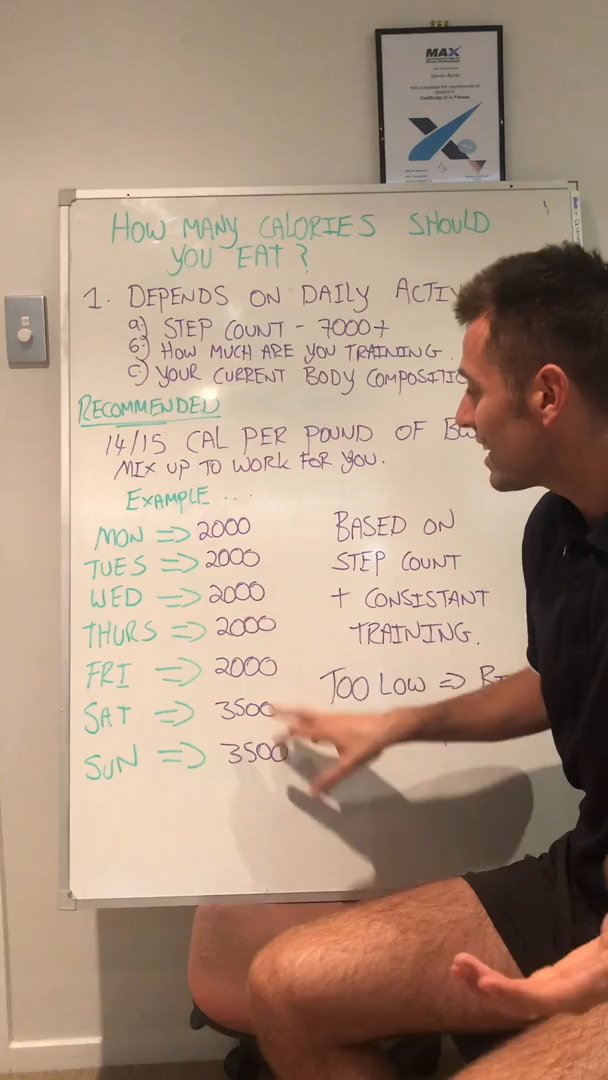 MAX
Certificate IV in Fitness
HOW MANY CALORIES SHOULD
YOU EAT?
1. DEPENDS ON DAILY ACTIV
a) STEP COUNT - 7000+
b) HOW MUCH ARE YOU TRAINING.
c) YOUR CURRENT BODY COMPOSITIO
RECOMMENDED
14/15 CAL PER POUND OF BW
MIX UP TO WORK FOR YOU.
EXAMPLE ...
MON => 2000
TUES => 2000
WED => 2000
THURS => 2000
FRI => 2000
SAT => 3500
SUN => 3500
BASED ON
STEP COUNT
+ CONSISTANT
TRAINING.
TOO LOW =>